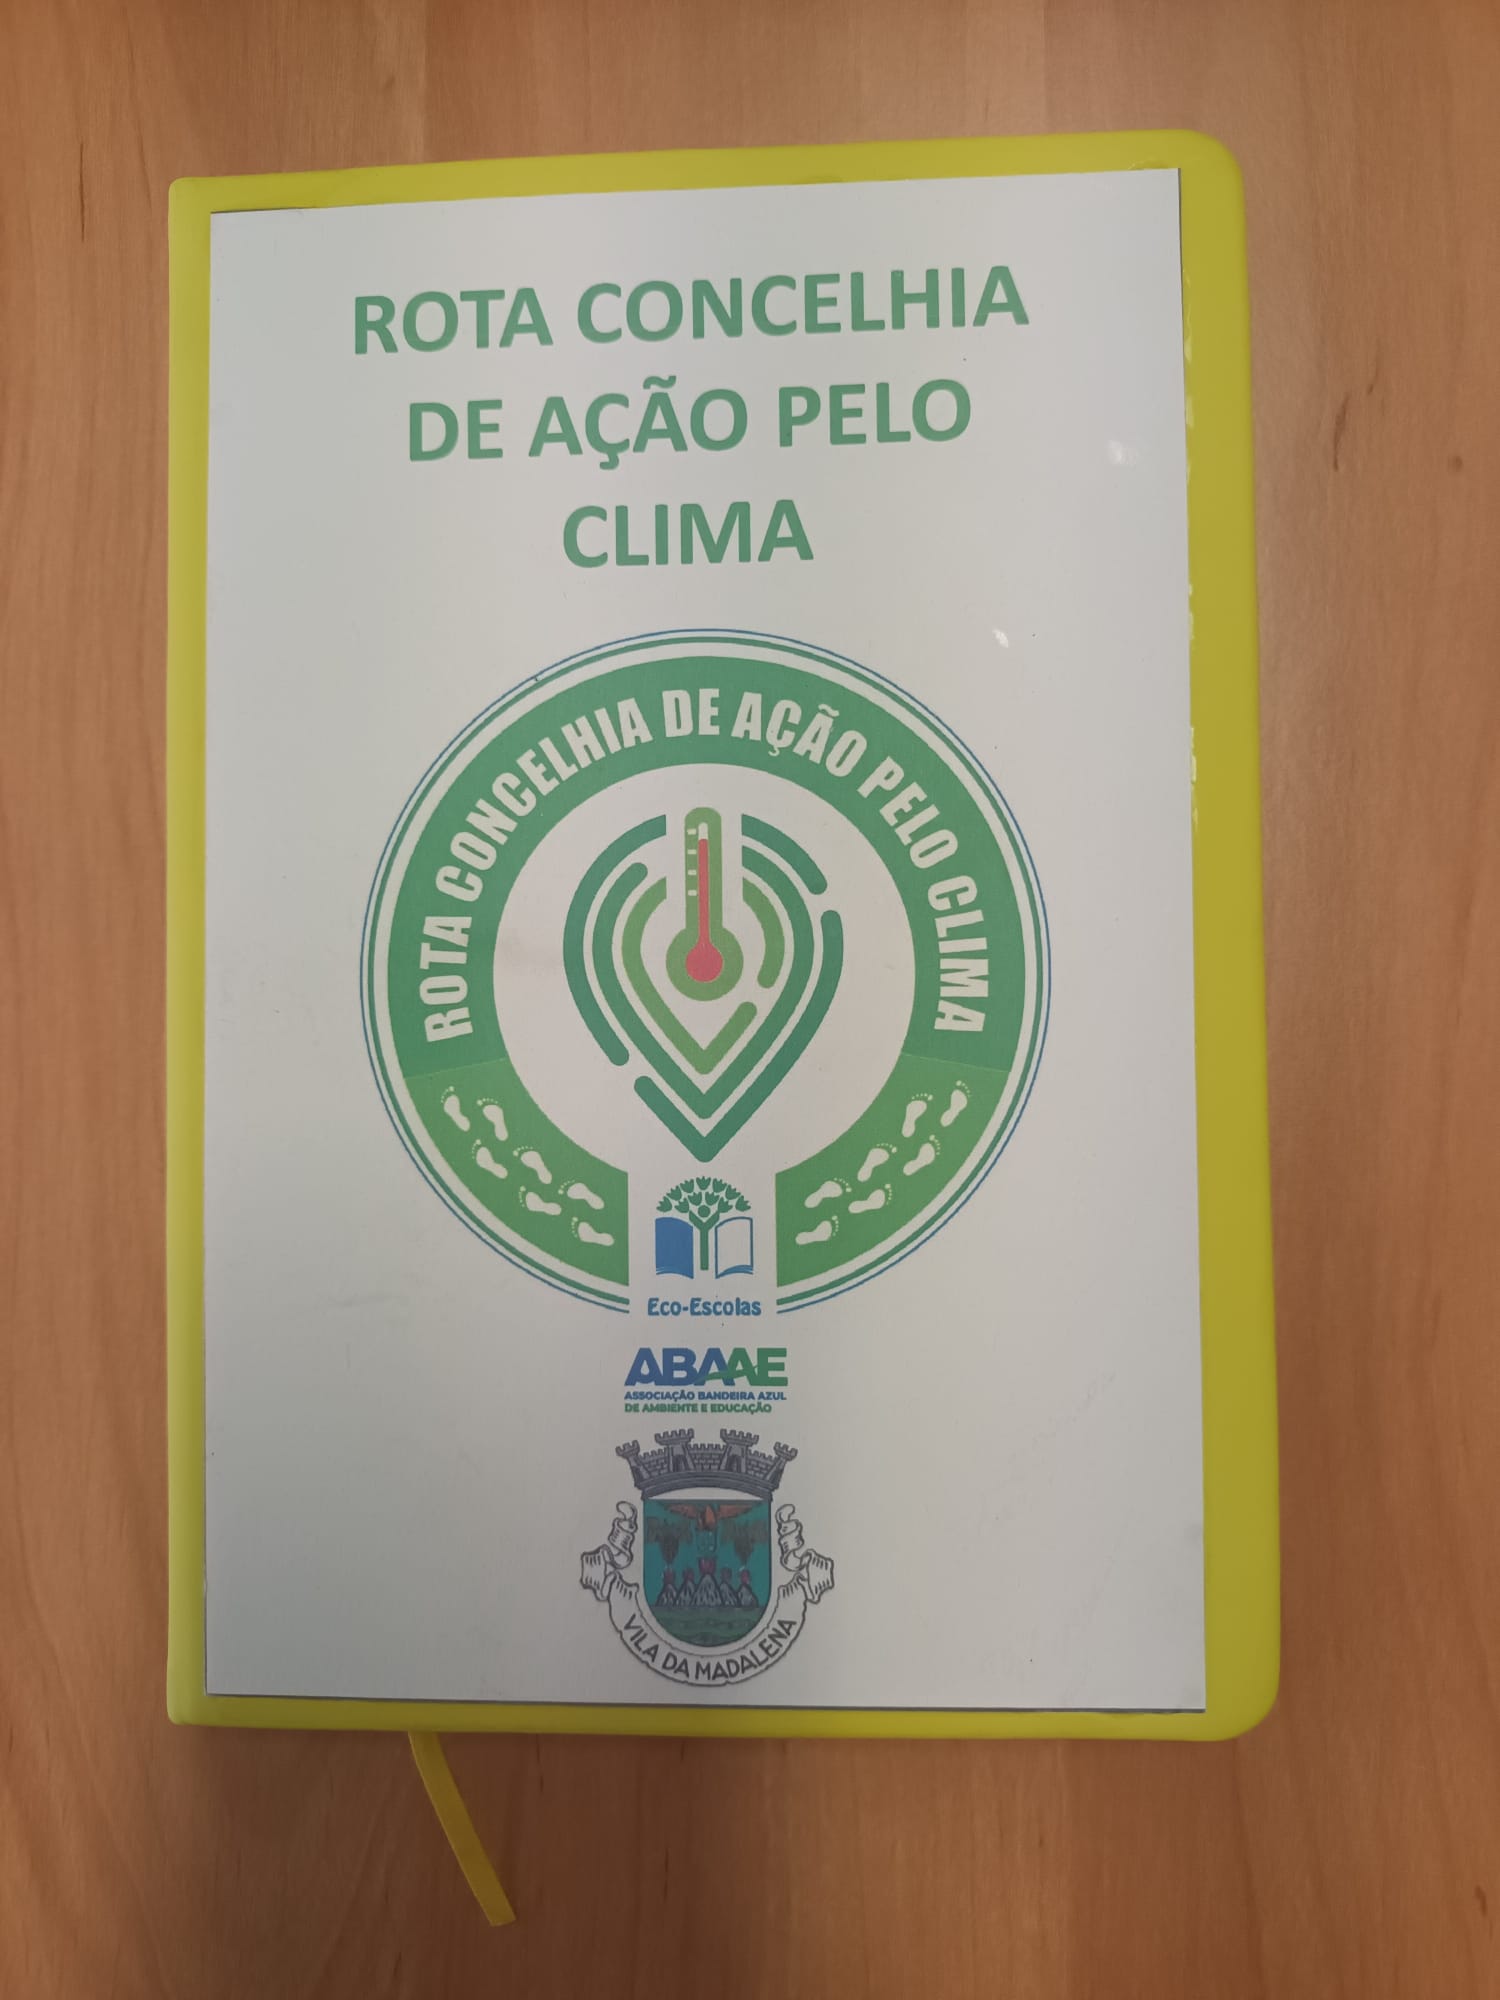 ROTA CONCELHIA
DE AÇÃO PELO
CLIMA
ROTA CONCELHIA DE AÇÃO PELO CLIMA
Eco-Escolas
ABAAE
ASSOCIAÇÃO BANDEIRA AZUL
DE AMBIENTE E EDUCAÇÃO
VILA DA MADALENA